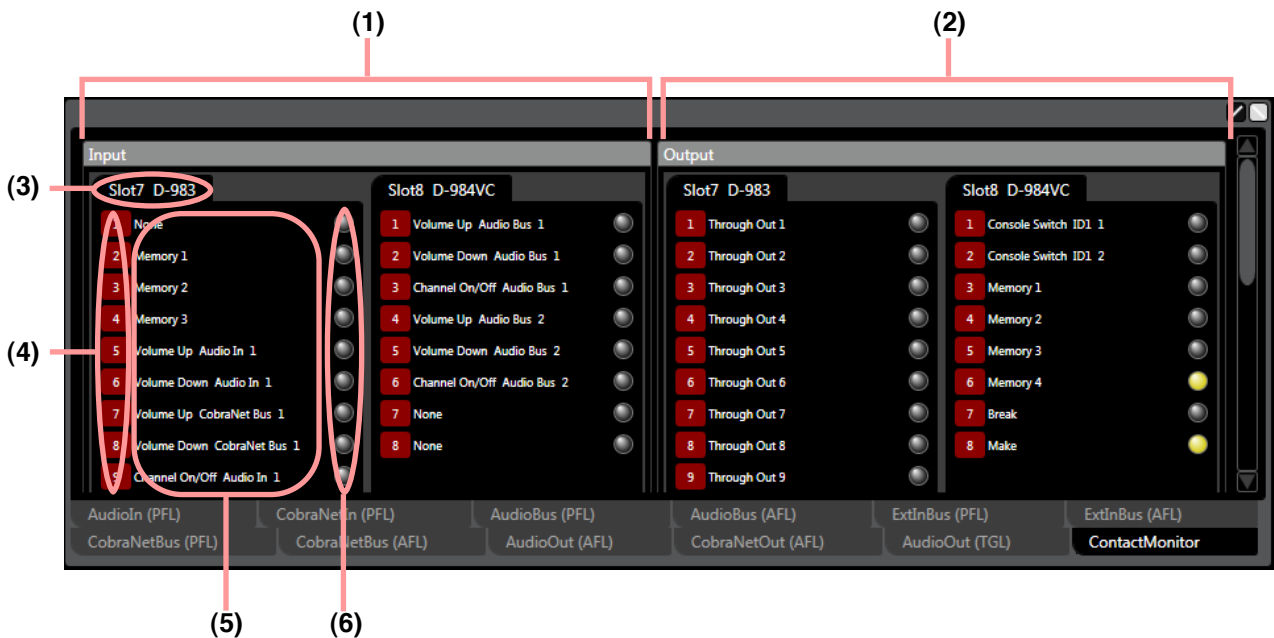 (1)
(2)
Input
Output
(3)
Slot7 D-983
Slot8 D-984VC
Slot7 D-983
Slot8 D-984VC
1 None
1 Volume Up Audio Bus 1
1 Through Out 1
1 Console Switch ID1 1
2 Memory 1
2 Volume Down Audio Bus 1
2 Through Out 2
2 Console Switch ID1 2
3 Memory 2
3 Channel On/Off Audio Bus 1
3 Through Out 3
3 Memory 1
4 Memory 3
4 Volume Up Audio Bus 2
4 Through Out 4
4 Memory 2
(4)
5 Volume Up Audio In 1
5 Volume Down Audio Bus 2
5 Through Out 5
5 Memory 3
6 Volume Down Audio In 1
6 Channel On/Off Audio Bus 2
6 Through Out 6
6 Memory 4
7 Volume Up CobraNet Bus 1
7 None
7 Through Out 7
7 Break
8 Volume Down CobraNet Bus 1
8 None
8 Through Out 8
8 Make
9 Channel On/Off Audio In 1
9 Through Out 9
AudioIn (PFL)
CobraNetIn (PFL)
AudioBus (PFL)
AudioBus (AFL)
ExtInBus (PFL)
ExtInBus (AFL)
CobraNetBus (PFL)
CobraNetBus (AFL)
AudioOut (AFL)
CobraNetOut (AFL)
AudioOut (TGL)
ContactMonitor
(5)
(6)